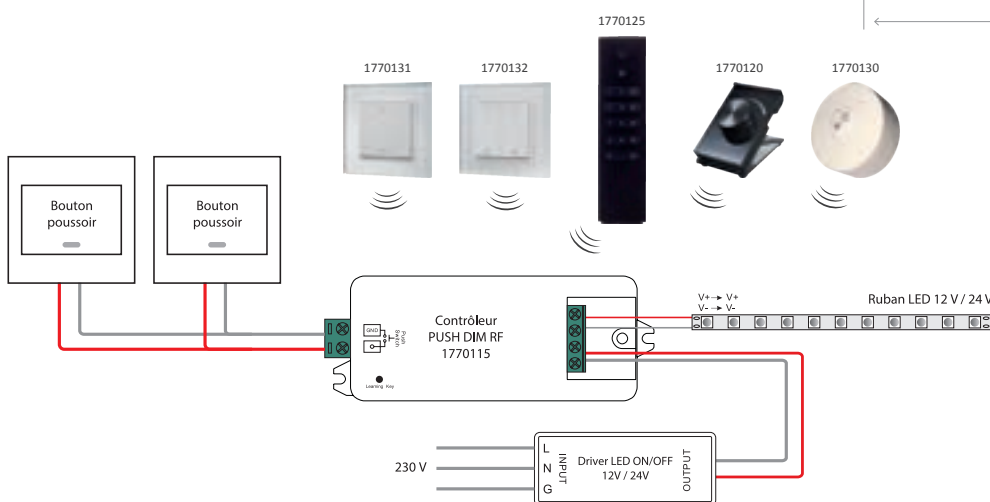 1770125
1770131
1770132
1770120
1770130
Bouton
poussoir
Bouton
poussoir
V+ → V+
V- → V-
Ruban LED 12 V / 24 V
GND
Push
Switch
Contrôleur
PUSH DIM RF
1770115
Learning Key
230 V
L
N
G
INPUT
Driver LED ON/OFF
12V / 24V
OUTPUT